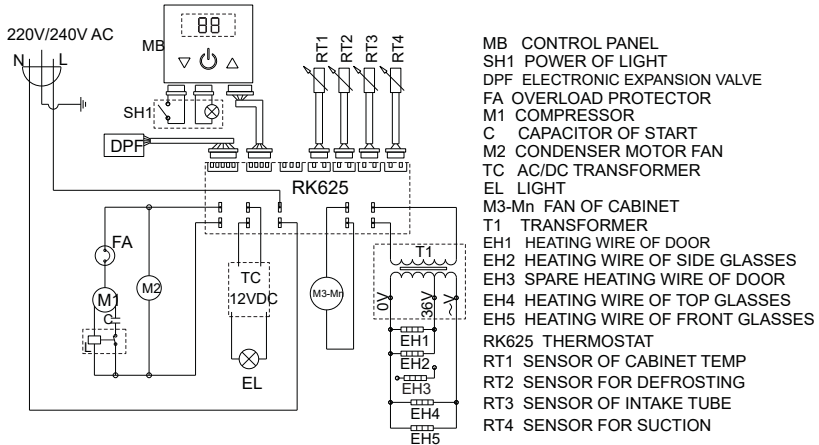 220V/240V AC
N
L
MB
88
SH1
DPF
RT1
RT2
RT3
RT4
RK625
FA
M1
C
L
M2
TC
12VDC
EL
M3-Mn
T1
0V
36V
V
~
EH1
EH2
EH3
EH4
EH5
MB CONTROL PANEL
SH1 POWER OF LIGHT
DPF ELECTRONIC EXPANSION VALVE
FA OVERLOAD PROTECTOR
M1 COMPRESSOR
C CAPACITOR OF START
M2 CONDENSER MOTOR FAN
TC AC/DC TRANSFORMER
EL LIGHT
M3-Mn FAN OF CABINET
T1 TRANSFORMER
EH1 HEATING WIRE OF DOOR
EH2 HEATING WIRE OF SIDE GLASSES
EH3 SPARE HEATING WIRE OF DOOR
EH4 HEATING WIRE OF TOP GLASSES
EH5 HEATING WIRE OF FRONT GLASSES
RK625 THERMOSTAT
RT1 SENSOR OF CABINET TEMP
RT2 SENSOR FOR DEFROSTING
RT3 SENSOR OF INTAKE TUBE
RT4 SENSOR FOR SUCTION